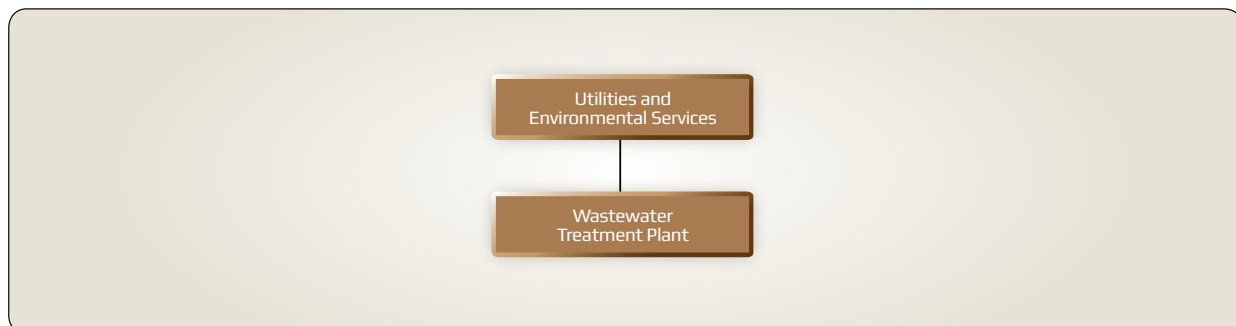 Utilities and
Environmental Services
Wastewater
Treatment Plant